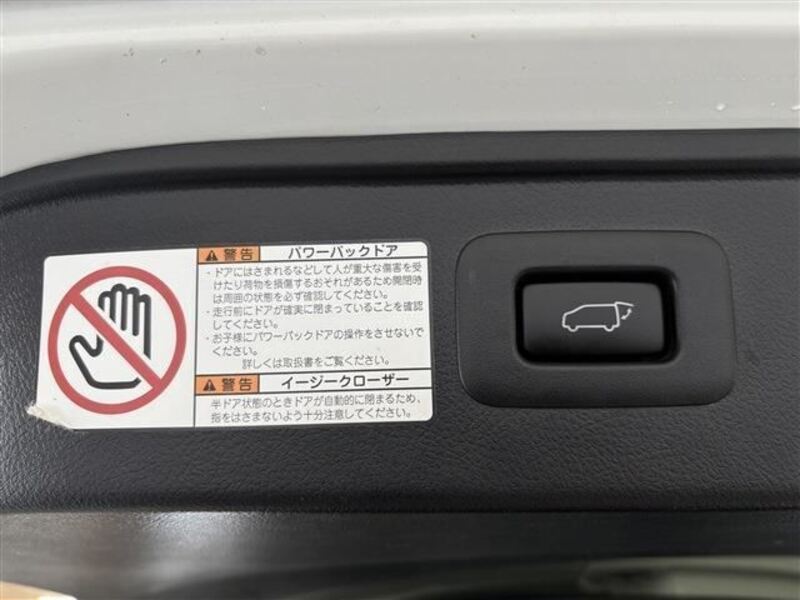 警告 パワーバックドア
・ドアにはさまれるなどして人が重大な傷害を受
けたり荷物を損傷するおそれがあるため開閉時
は周囲の状態を必ず確認してください。
・走行前にドアが確実に閉まっていることを確認
してください。
・お子様にパワーバックドアの操作をさせないで
ください。
詳しくは取扱書をご覧ください。
警告 イージークローザー
半ドア状態のときドアが自動的に閉まるため、
指をはさまないよう十分注意してください。